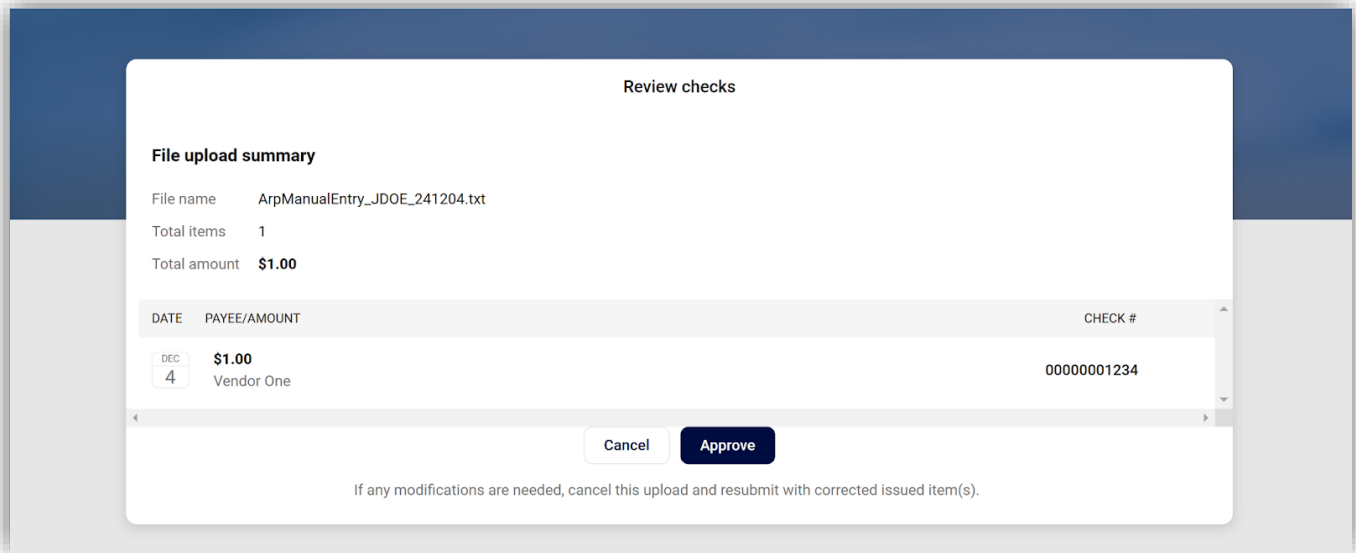 Review checks
File upload summary
File name ArpManualEntry_JDOE_241204.txt
Total items 1
Total amount $1.00
DATE PAYEE/AMOUNT CHECK #
DEC
4
$1.00
Vendor One
00000001234
Cancel Approve
If any modifications are needed, cancel this upload and resubmit with corrected issued item(s).